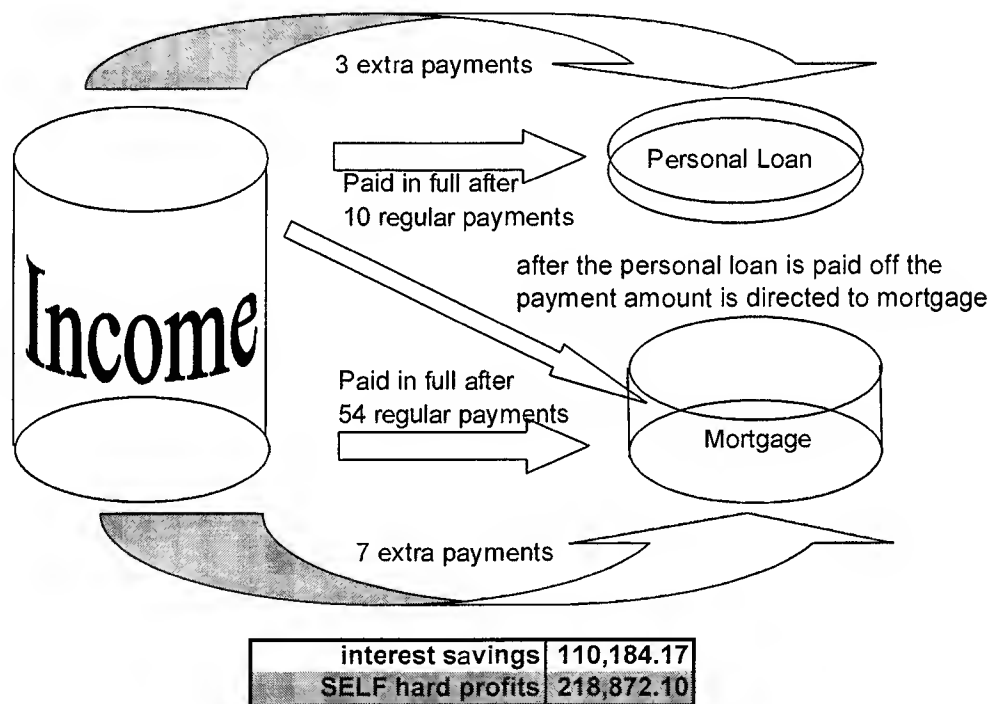 3 extra payments
Personal Loan
Paid in full after
10 regular payments
after the personal loan is paid off the
payment amount is directed to mortgage
Income
Paid in full after
54 regular payments
Mortgage
7 extra payments
interest savings 110,184.17
SELF hard profits 218,872.10